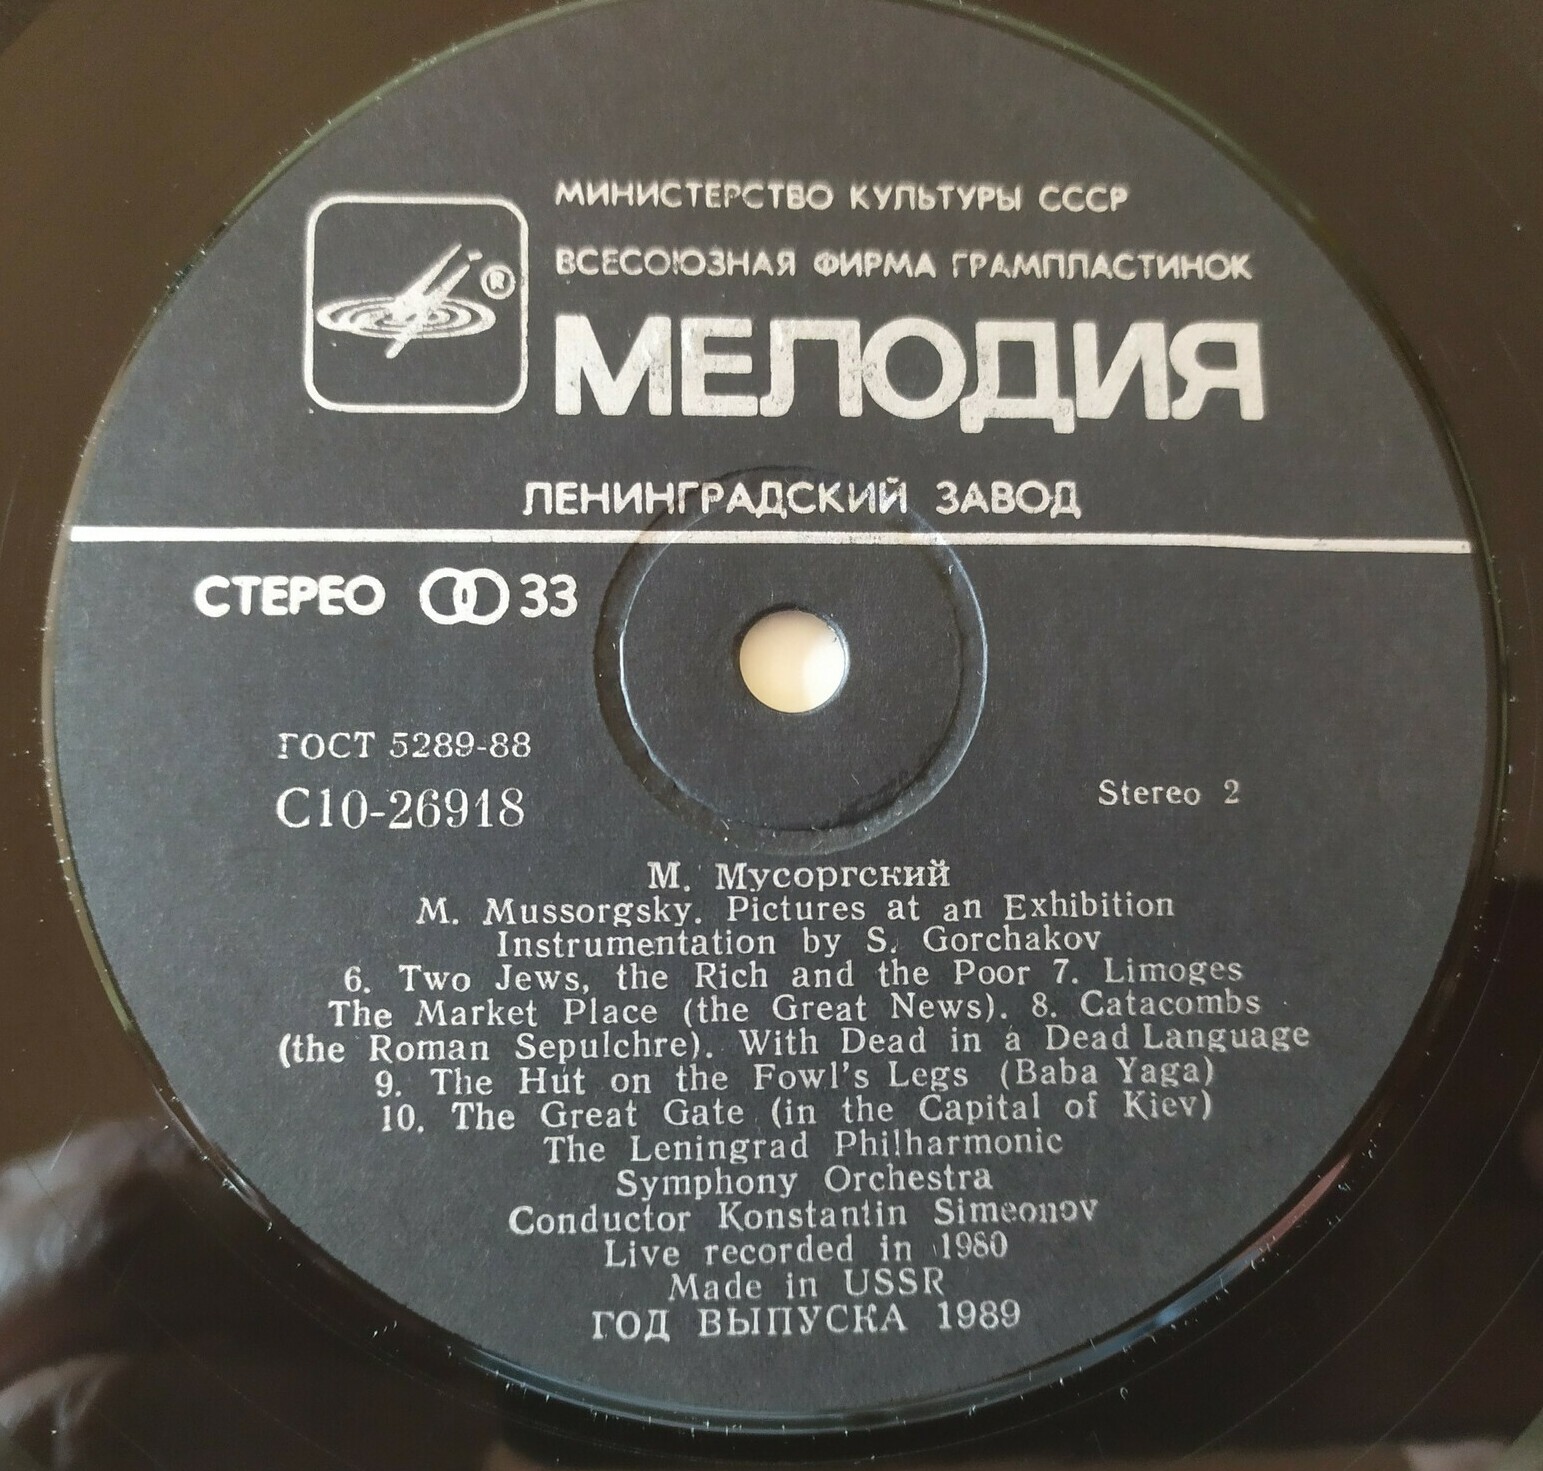 МИНИСТЕРСТВО КУЛЬТУРЫ СССР
ВСЕСОЮЗНАЯ ФИРМА ГРАМПЛАСТИНОК
®
МЕЛОДИЯ
ЛЕНИНГРАДСКИЙ ЗАВОД
СТЕРЕО 33
ГОСТ 5289-88
С10-26918
Stereo 2
М. Мусоргский
M. Mussorgsky. Pictures at an Exhibition
Instrumentation by S. Gorchakov
6. Two Jews, the Rich and the Poor 7. Limoges
The Market Place (the Great News). 8. Catacombs
(the Roman Sepulchre). With Dead in a Dead Language
9. The Hut on the Fowl's Legs (Baba Yaga)
10. The Great Gate (in the Capital of Kiev)
The Leningrad Philharmonic
Symphony Orchestra
Conductor Konstantin Simeonov
Live recorded in 1980
Made in USSR
ГОД ВЫПУСКА 1989